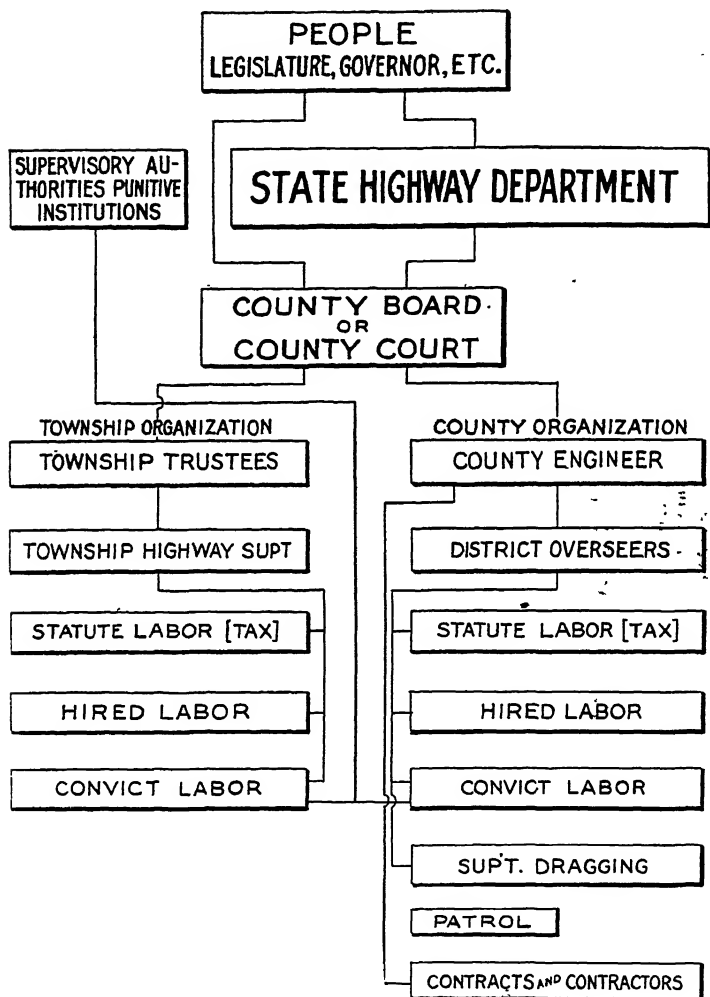 PEOPLE
LEGISLATURE, GOVERNOR, ETC.
SUPERVISORY AU-
THORITIES PUNITIVE
INSTITUTIONS
STATE HIGHWAY DEPARTMENT
COUNTY BOARD
OR
COUNTY COURT
TOWNSHIP ORGANIZATION
TOWNSHIP TRUSTEES
TOWNSHIP HIGHWAY SUPT
STATUTE LABOR [TAX]
HIRED LABOR
CONVICT LABOR
COUNTY ORGANIZATION
COUNTY ENGINEER
DISTRICT OVERSEERS
STATUTE LABOR [TAX]
HIRED LABOR
CONVICT LABOR
SUP'T. DRAGGING
PATROL
CONTRACTS AND CONTRACTORS